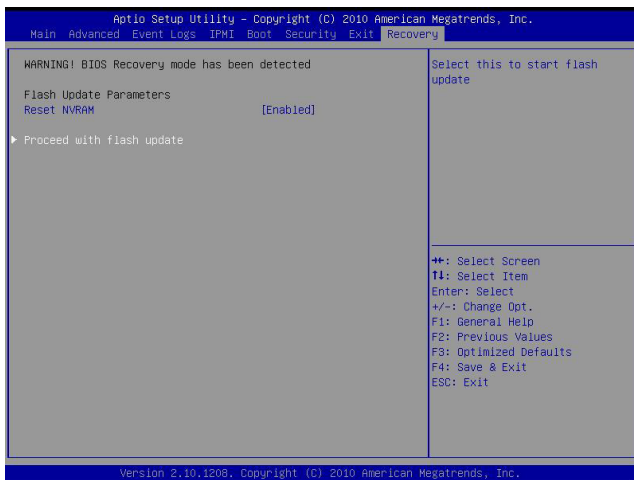 Aptio Setup Utility – Copyright (C) 2010 American Megatrends, Inc.
Main Advanced Event Logs IPMI Boot Security Exit Recovery
WARNING! BIOS Recovery mode has been detected
Flash Update Parameters
Reset NVRAM [Enabled]
► Proceed with flash update
Select this to start flash
update
→←: Select Screen
↑↓: Select Item
Enter: Select
+/-: Change Opt.
F1: General Help
F2: Previous Values
F3: Optimized Defaults
F4: Save & Exit
ESC: Exit
Version 2.10.1208. Copyright (C) 2010 American Megatrends, Inc.